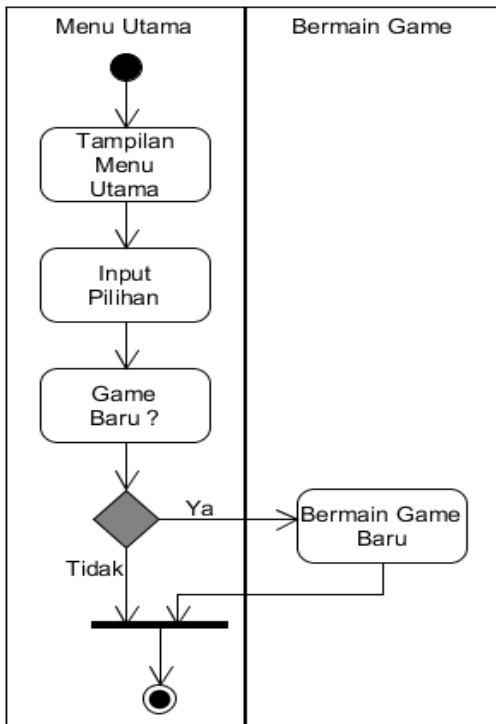 Menu Utama
Bermain Game
Tampilan
Menu
Utama
Input
Pilihan
Game
Baru ?
Ya
Bermain Game
Baru
Tidak